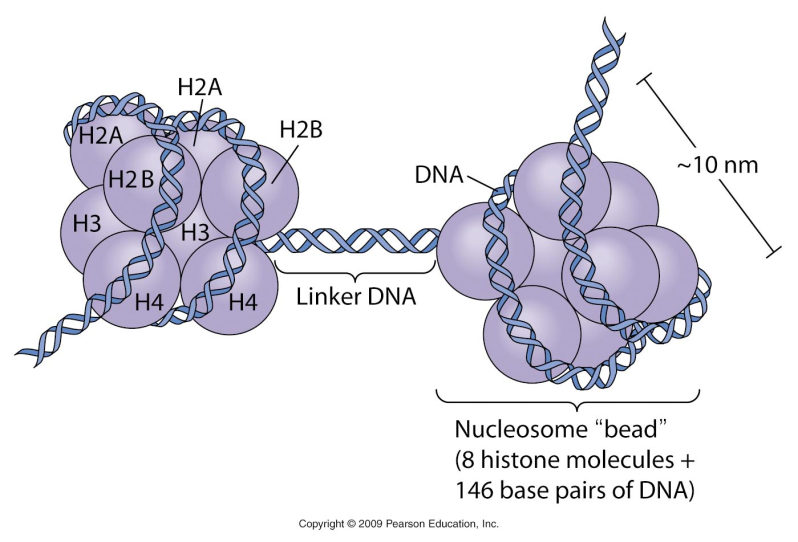 H2A
H2A
H2B
H2B
H3
H3
H4
H4
Linker DNA
DNA
~10 nm
Nucleosome “bead”
(8 histone molecules +
146 base pairs of DNA)
Copyright © 2009 Pearson Education, Inc.